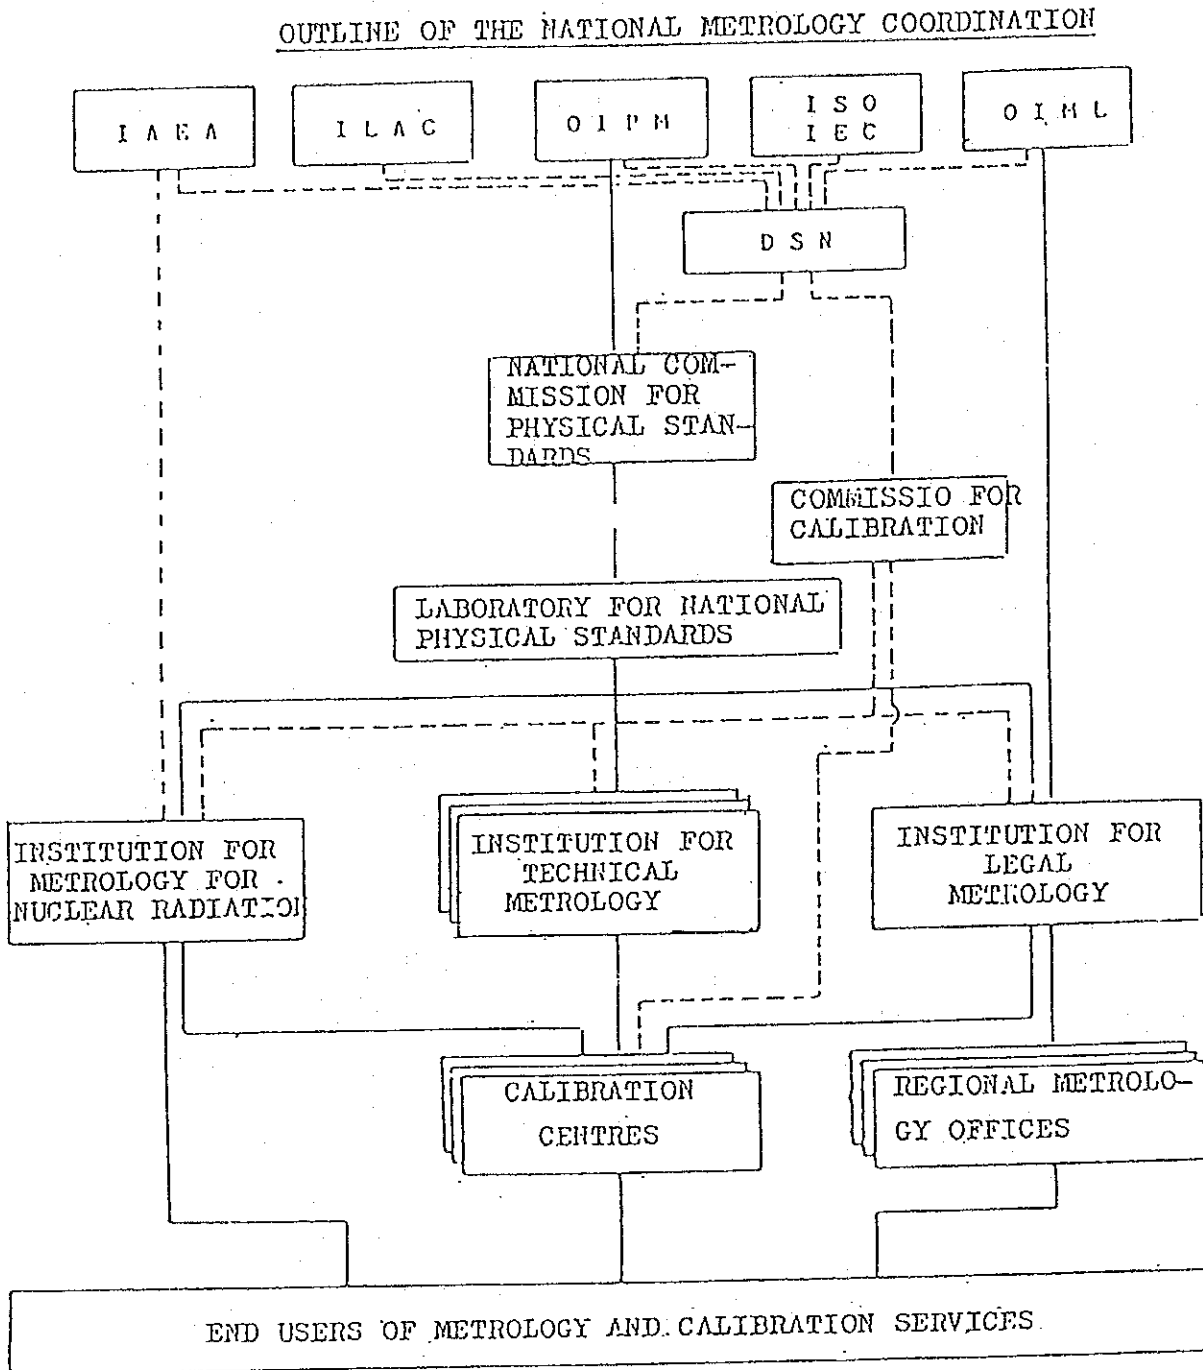 OUTLINE OF THE NATIONAL METROLOGY COORDINATION
I A E A
I L A C
O I P M
I S O
I E C
O I M L
D S N
NATIONAL COM-
MISSION FOR
PHYSICAL STAN-
DARDS
COMMISSIO FOR
CALIBRATION
LABORATORY FOR NATIONAL
PHYSICAL STANDARDS
INSTITUTION FOR
METROLOGY FOR
NUCLEAR RADIATION
INSTITUTION FOR
TECHNICAL
METROLOGY
INSTITUTION FOR
LEGAL
METROLOGY
CALIBRATION
CENTRES
REGIONAL METROLO-
GY OFFICES
END USERS OF METROLOGY AND CALIBRATION SERVICES